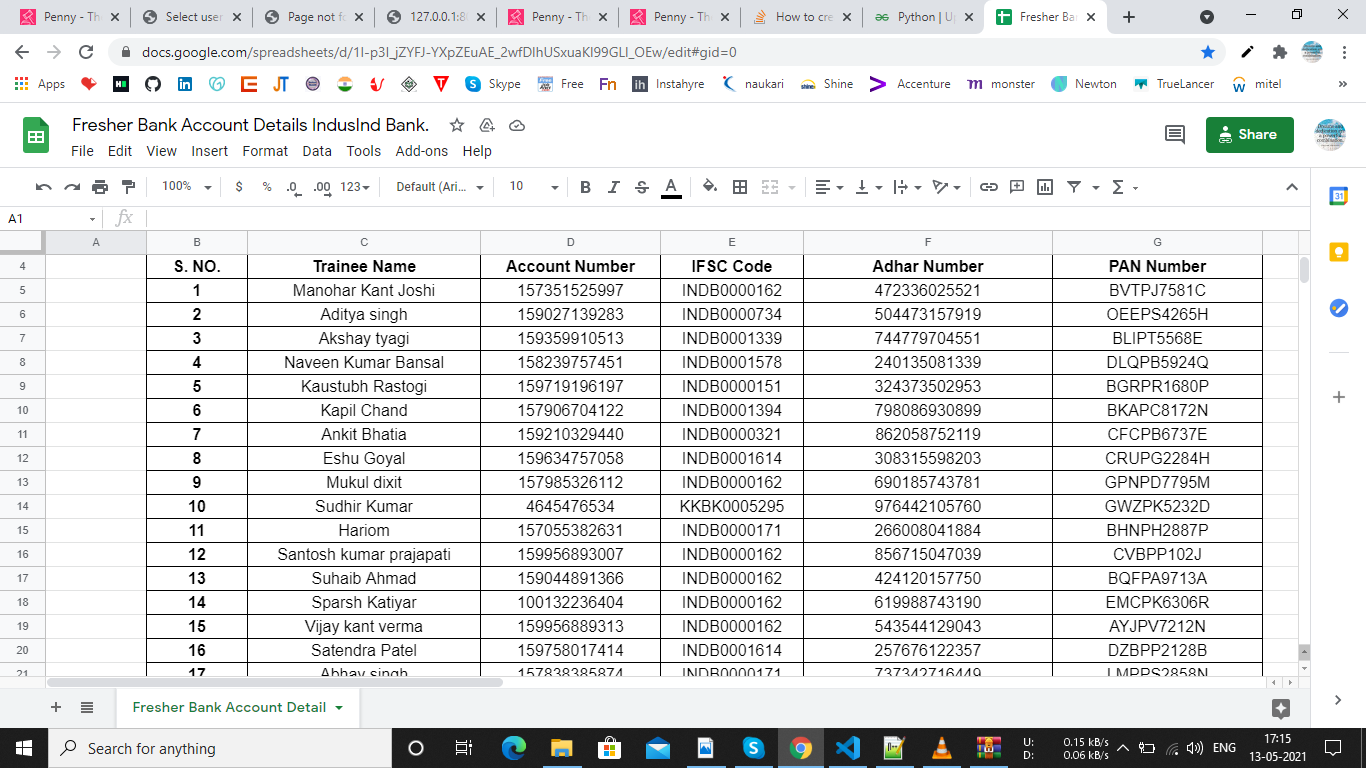 Penny - Th
Select user
Page not fo
127.0.0.1:8
Penny - Th
Penny - Th
How to cre
Python | Up
Fresher Ba
docs.google.com/spreadsheets/d/1I-p3I_jZYFJ-YXpZEuAE_2wfDIhUSxuaKI99GLI_OEw/edit#gid=0
Apps Skype Free Instahyre naukari Shine Accenture monster Newton TrueLancer mitel »
Fresher Bank Account Details IndusInd Bank.
File Edit View Insert Format Data Tools Add-ons Help
Share
100% $ % .0 .00 123 Default (Ari... 10 B I S A Σ
A1 fx
A B C D E F G
4 S. NO. Trainee Name Account Number IFSC Code Adhar Number PAN Number
5 1 Manohar Kant Joshi 157351525997 INDB0000162 472336025521 BVTPJ7581C
6 2 Aditya singh 159027139283 INDB0000734 504473157919 OEEPS4265H
7 3 Akshay tyagi 159359910513 INDB0001339 744779704551 BLIPT5568E
8 4 Naveen Kumar Bansal 158239757451 INDB0001578 240135081339 DLQPB5924Q
9 5 Kaustubh Rastogi 159719196197 INDB0000151 324373502953 BGRPR1680P
10 6 Kapil Chand 157906704122 INDB0001394 798086930899 BKAPC8172N
11 7 Ankit Bhatia 159210329440 INDB0000321 862058752119 CFCPB6737E
12 8 Eshu Goyal 159634757058 INDB0001614 308315598203 CRUPG2284H
13 9 Mukul dixit 157985326112 INDB0000162 690185743781 GPNPD7795M
14 10 Sudhir Kumar 4645476534 KKBK0005295 976442105760 GWZPK5232D
15 11 Hariom 157055382631 INDB0000171 266008041884 BHNPH2887P
16 12 Santosh kumar prajapati 159956893007 INDB0000162 856715047039 CVBPP102J
17 13 Suhaib Ahmad 159044891366 INDB0000162 424120157750 BQFPA9713A
18 14 Sparsh Katiyar 100132236404 INDB0000162 619988743190 EMCPK6306R
19 15 Vijay kant verma 159956889313 INDB0000162 543544129043 AYJPV7212N
20 16 Satendra Patel 159758017414 INDB0001614 257676122357 DZBPP2128B
21 17 Abhay singh 157838385874 INDB0000171 737342716449 LMPPS2858N
Fresher Bank Account Detail
Search for anything
U: 0.15 kB/s
D: 0.06 kB/s
ENG
17:15
13-05-2021